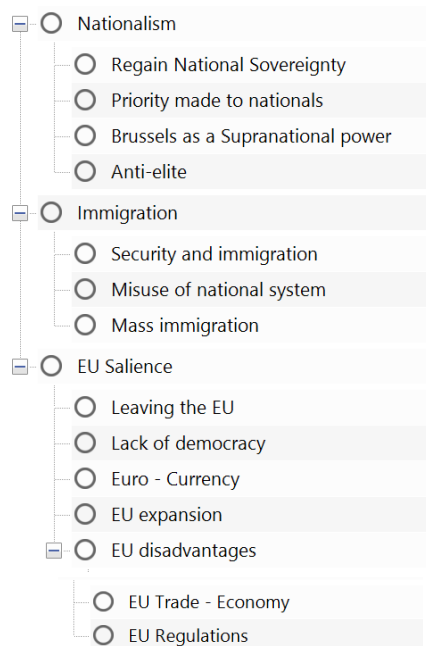 Nationalism
Regain National Sovereignty
Priority made to nationals
Brussels as a Supranational power
Anti-elite
Immigration
Security and immigration
Misuse of national system
Mass immigration
EU Salience
Leaving the EU
Lack of democracy
Euro - Currency
EU expansion
EU disadvantages
EU Trade - Economy
EU Regulations